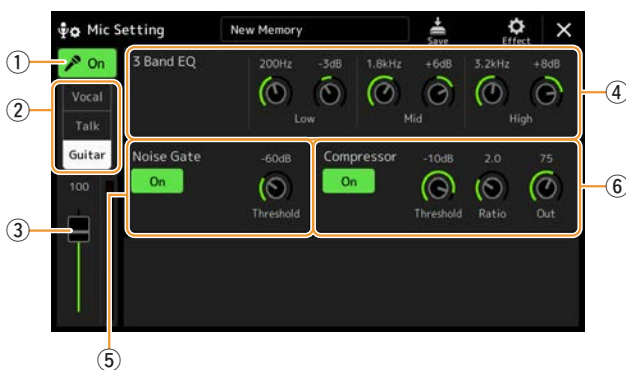 Mic Setting
New Memory
Save
Effect
1
On
3 Band EQ
200Hz -3dB 1.8kHz +6dB 3.2kHz +8dB
Low Mid High
4
2
Vocal
Talk
Guitar
Noise Gate
On
-60dB
Threshold
Compressor
On
-10dB 2.0 75
Threshold Ratio Out
6
100
3
5